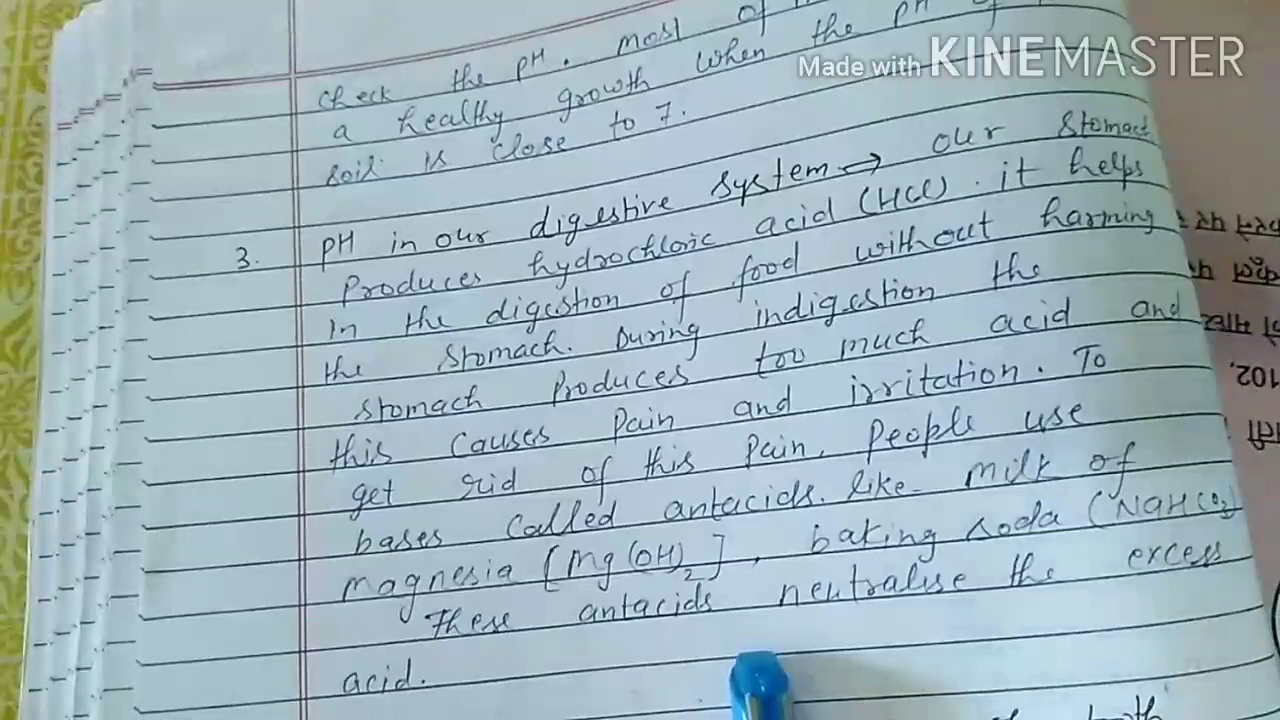 check the pH. most of
a healthy growth when the pH of
soil is close to 7.
3. pH in our digestive system → our stomach
produces hydrochloric acid (HCl). it helps
in the digestion of food without harming
the stomach. During indigestion the
stomach produces too much acid and
this causes pain and irritation. To
get rid of this pain, people use
bases called antacids. like milk of
magnesia [Mg(OH)2], baking soda (NaHCO3)
These antacids neutralise the excess
acid.
Made with KINEMASTER
102.